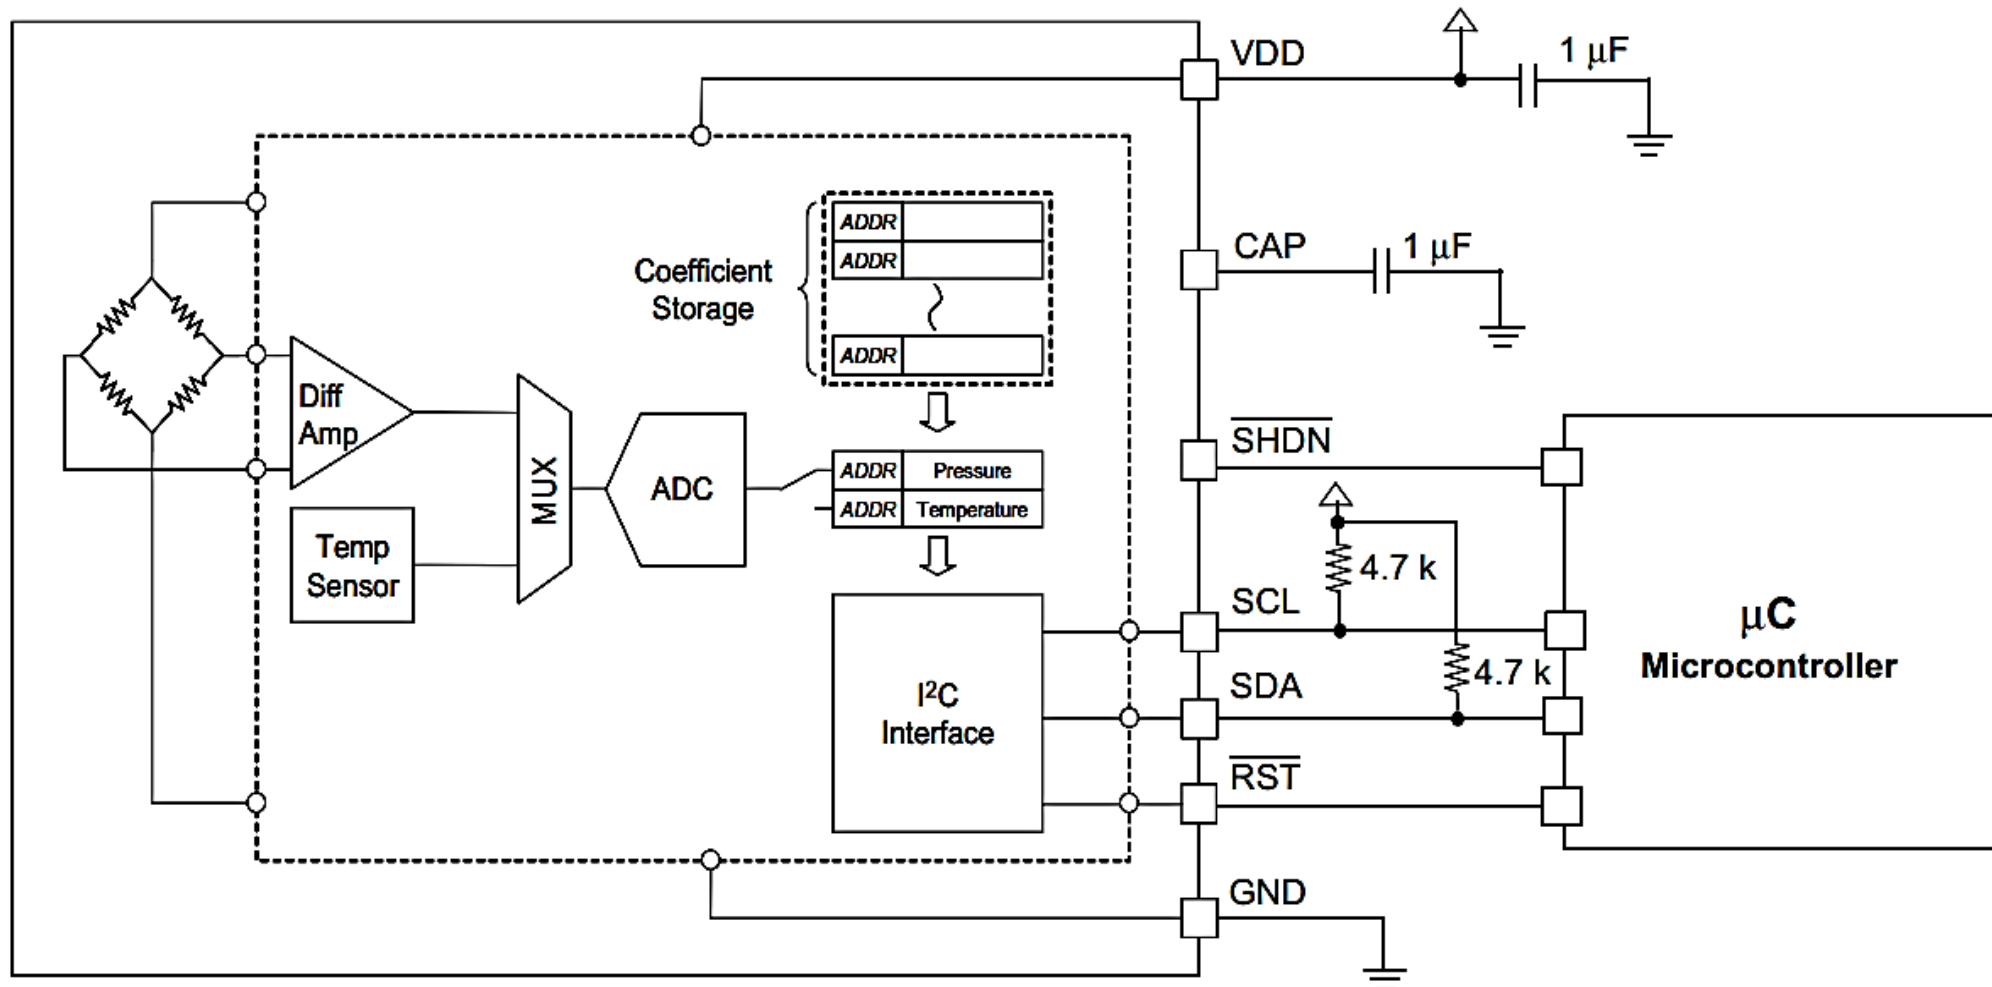 VDD
1 μF
CAP
1 μF
Coefficient
Storage
ADDR
ADDR
ADDR
Diff
Amp
MUX
ADC
ADDR Pressure
ADDR Temperature
Temp
Sensor
I²C
Interface
SHDN
4.7 k
SCL
4.7 k
SDA
RST
GND
μC
Microcontroller